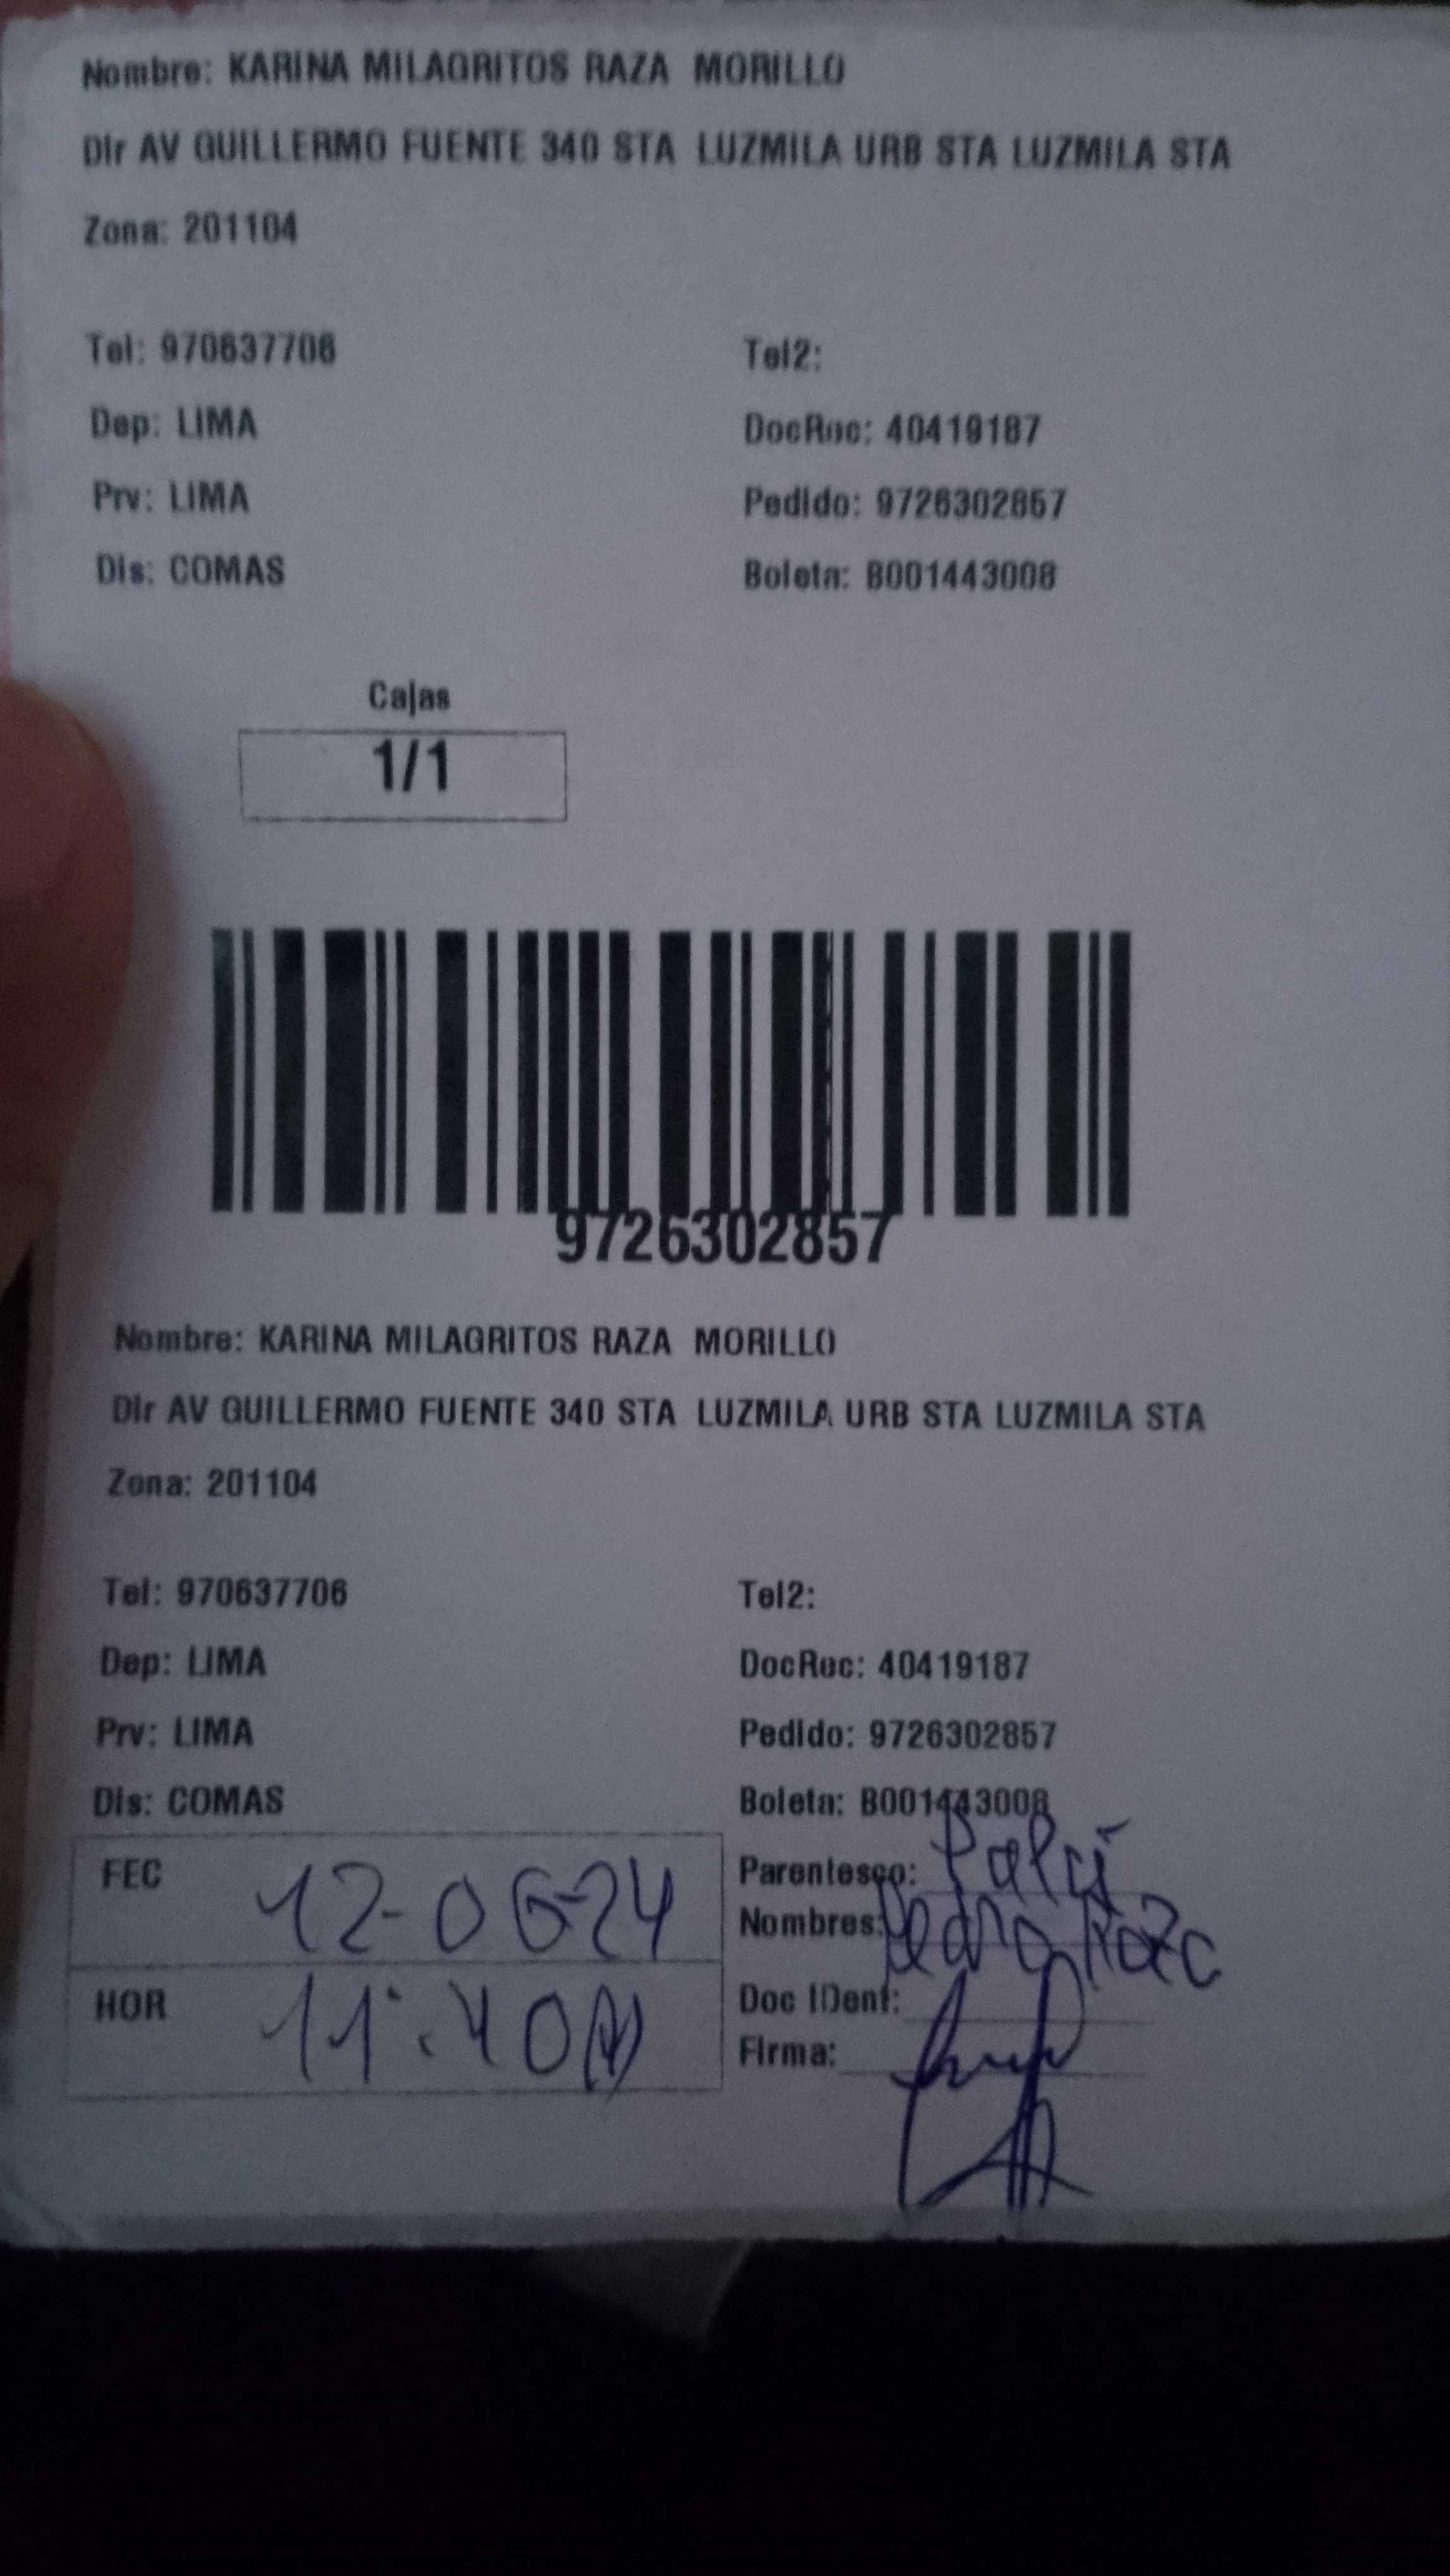 Nombre: KARINA MILAGRITOS RAZA MORILLO
Dir AV GUILLERMO FUENTE 340 STA LUZMILA URB STA LUZMILA STA
Zona: 201104
Tel: 970637706 Tel2:
Dep: LIMA DocRuc: 40419187
Prv: LIMA Pedido: 9726302857
Dis: COMAS Boleta: B001443008
Cajas
1/1
9726302857
Nombre: KARINA MILAGRITOS RAZA MORILLO
Dir AV GUILLERMO FUENTE 340 STA LUZMILA URB STA LUZMILA STA
Zona: 201104
Tel: 970637706 Tel2:
Dep: LIMA DocRuc: 40419187
Prv: LIMA Pedido: 9726302857
Dis: COMAS Boleta: B001443008
FEC 12-06-24 Parentesco:
Nombres: Pedro Raza
HOR 11:40 Doc IDent:
Firma: